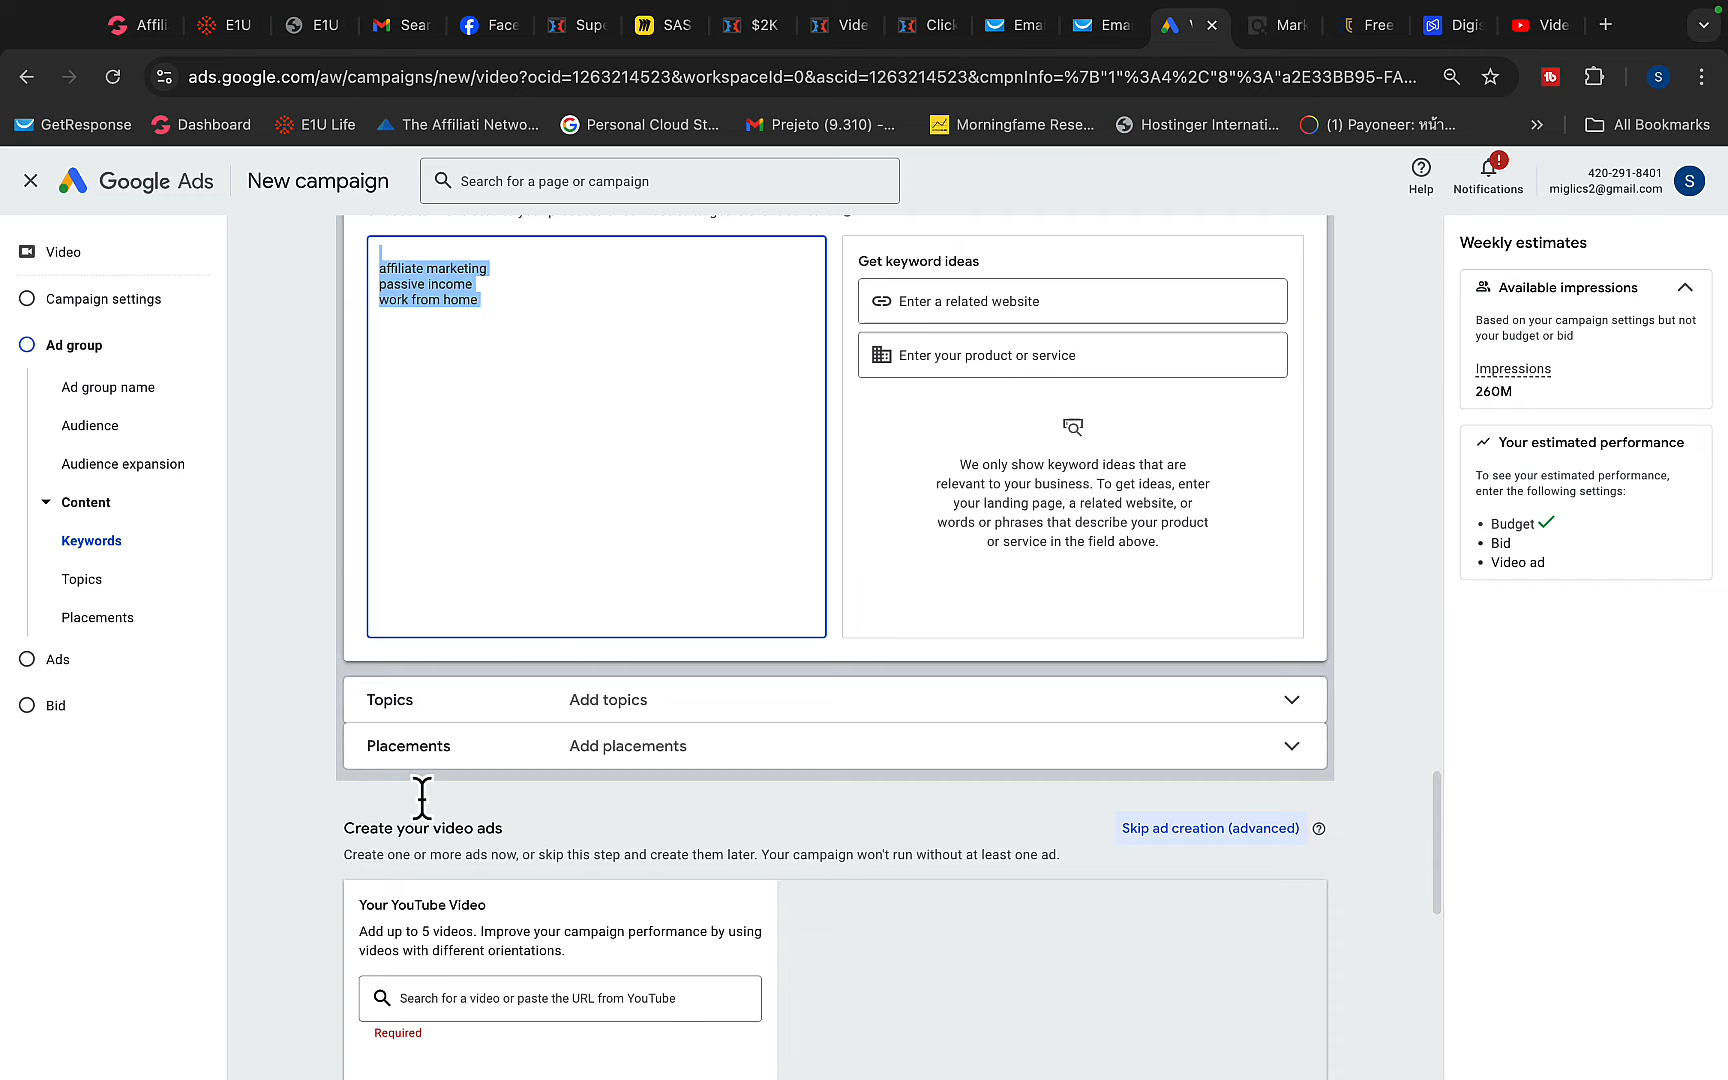 Affili
E1U
E1U
Sear
Face
Supe
SAS
$2K
Vide
Click
Emai
Emai
Mark
Free
Digis
Vide
ads.google.com/aw/campaigns/new/video?ocid=1263214523&workspaceId=0&ascid=1263214523&cmpnInfo=%7B"1"%3A4%2C"8"%3A"a2E33BB95-FA...
S
GetResponse
Dashboard
E1U Life
The Affiliati Netwo...
Personal Cloud St...
Prejeto (9.310) -...
Morningfame Rese...
Hostinger Internati...
(1) Payoneer: หน้า...
All Bookmarks
Google Ads
New campaign
Search for a page or campaign
Help
Notifications
420-291-8401
miglics2@gmail.com
S
Video
Campaign settings
Ad group
Ad group name
Audience
Audience expansion
Content
Keywords
Topics
Placements
Ads
Bid
affiliate marketing
passive income
work from home
Get keyword ideas
Enter a related website
Enter your product or service
We only show keyword ideas that are
relevant to your business. To get ideas, enter
your landing page, a related website, or
words or phrases that describe your product
or service in the field above.
Topics Add topics
Placements Add placements
Create your video ads
Skip ad creation (advanced)
Create one or more ads now, or skip this step and create them later. Your campaign won't run without at least one ad.
Your YouTube Video
Add up to 5 videos. Improve your campaign performance by using
videos with different orientations.
Search for a video or paste the URL from YouTube
Required
Weekly estimates
Available impressions
Based on your campaign settings but not
your budget or bid
Impressions
260M
Your estimated performance
To see your estimated performance,
enter the following settings:
• Budget
• Bid
• Video ad